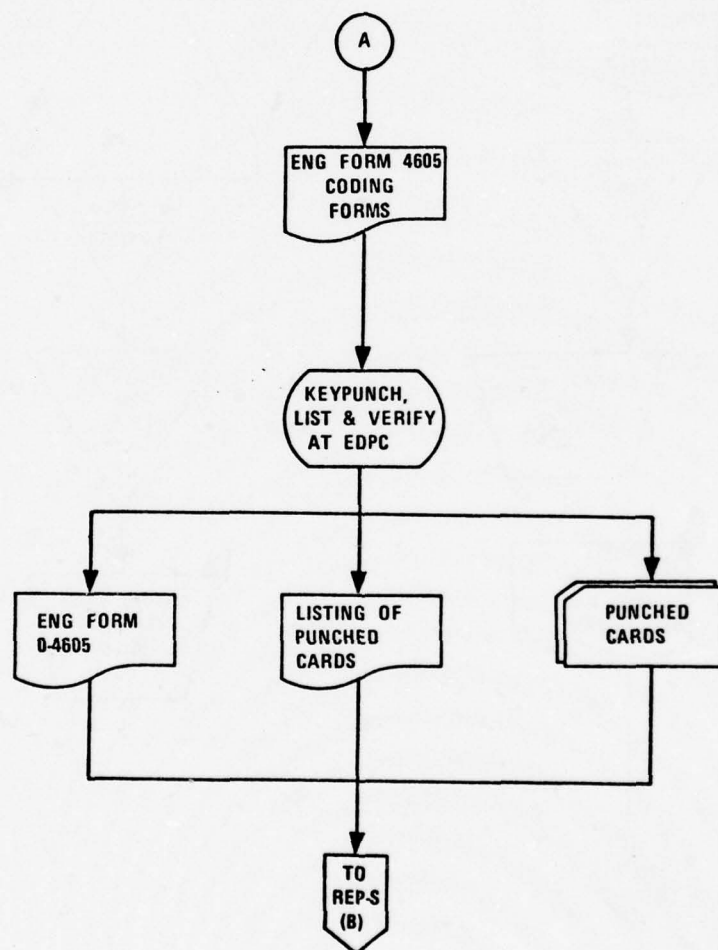 A
ENG FORM 4605
CODING
FORMS
KEYPUNCH,
LIST & VERIFY
AT EDPC
ENG FORM
0-4605
LISTING OF
PUNCHED
CARDS
PUNCHED
CARDS
TO
REP-S
(B)